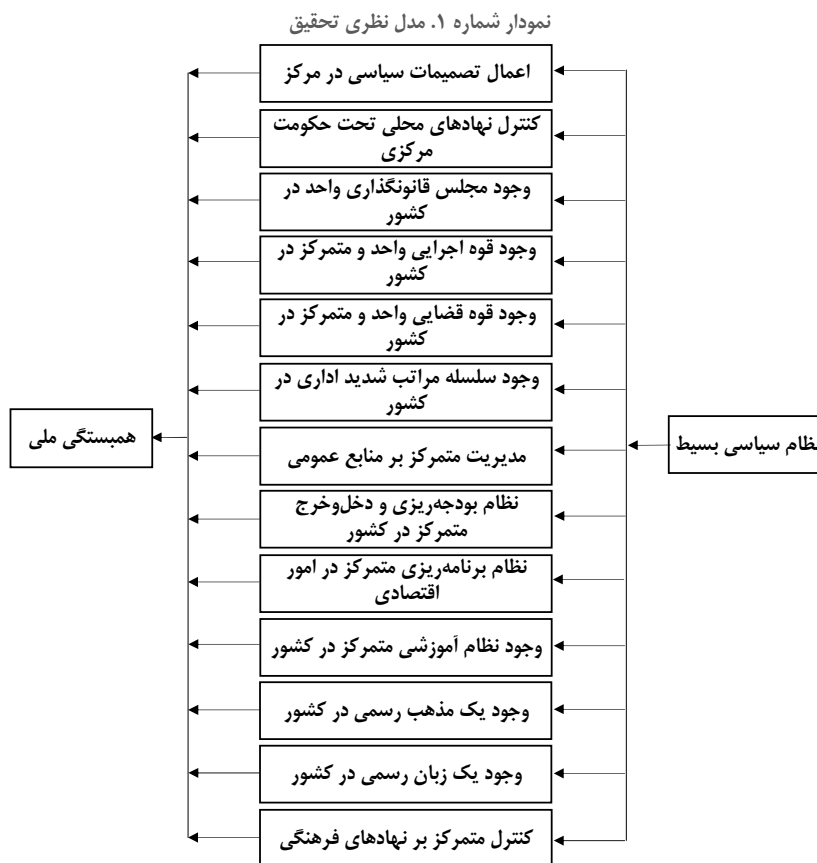 نمودار شماره ۱. مدل نظری تحقیق
اعمال تصمیمات سیاسی در مرکز
کنترل نهادهای محلی تحت حکومت
مرکزی
وجود مجلس قانونگذاری واحد در
کشور
وجود قوه اجرایی واحد و متمرکز در
کشور
وجود قوه قضایی واحد و متمرکز در
کشور
وجود سلسله مراتب شدید اداری در
کشور
نظام سیاسی بسیط
همبستگی ملی
مدیریت متمرکز بر منابع عمومی
نظام بودجه‌ریزی و دخل‌وخرج
متمرکز در کشور
نظام برنامه‌ریزی متمرکز در امور
اقتصادی
وجود نظام آموزشی متمرکز در کشور
وجود یک مذهب رسمی در کشور
وجود یک زبان رسمی در کشور
کنترل متمرکز بر نهادهای فرهنگی